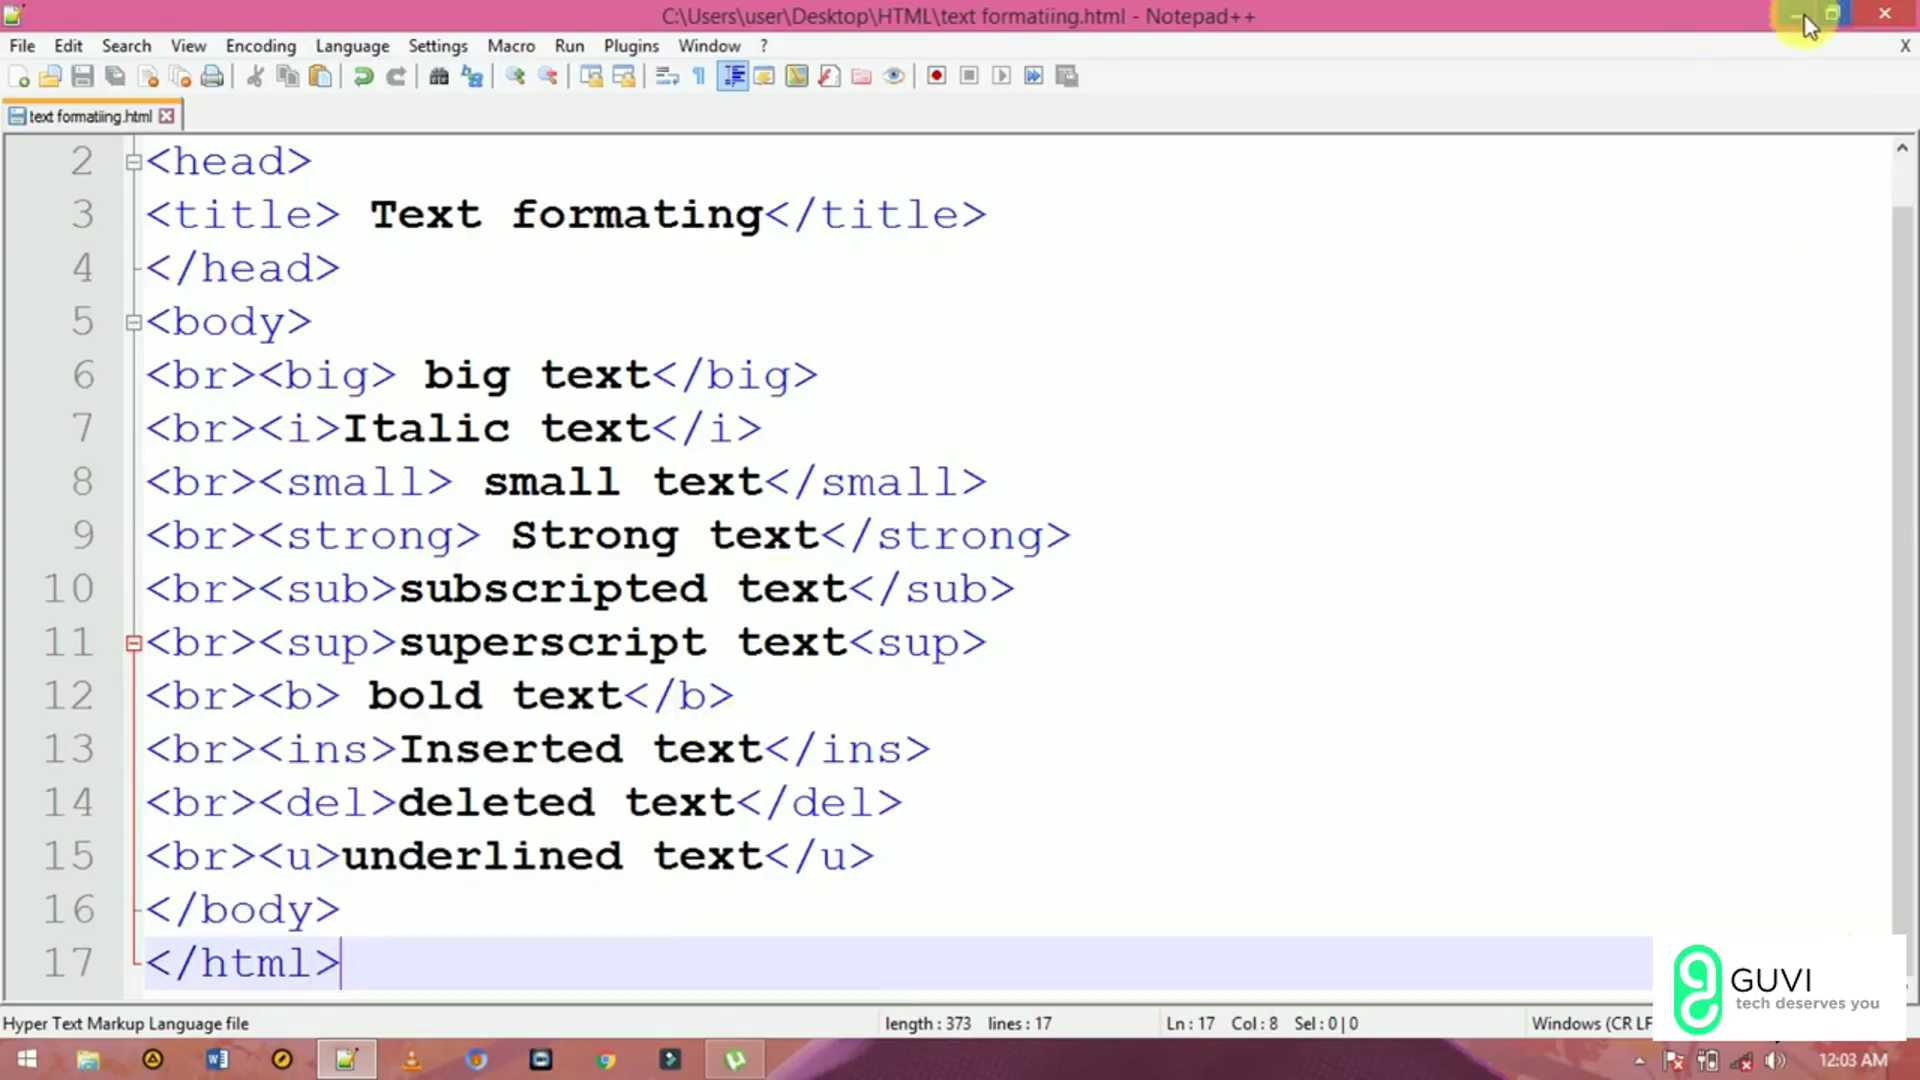 C:\Users\user\Desktop\HTML\text formatiing.html - Notepad++
File Edit Search View Encoding Language Settings Macro Run Plugins Window ? X
text formatiing.html
2 <head>
3 <title> Text formating</title>
4 </head>
5 <body>
6 <br><big> big text</big>
7 <br><i>Italic text</i>
8 <br><small> small text</small>
9 <br><strong> Strong text</strong>
10 <br><sub>subscripted text</sub>
11 <br><sup>superscript text<sup>
12 <br><b> bold text</b>
13 <br><ins>Inserted text</ins>
14 <br><del>deleted text</del>
15 <br><u>underlined text</u>
16 </body>
17 </html>
GUVI
tech deserves you
Hyper Text Markup Language file length : 373 lines : 17 Ln : 17 Col : 8 Sel : 0 | 0 Windows (CR LF
12:03 AM